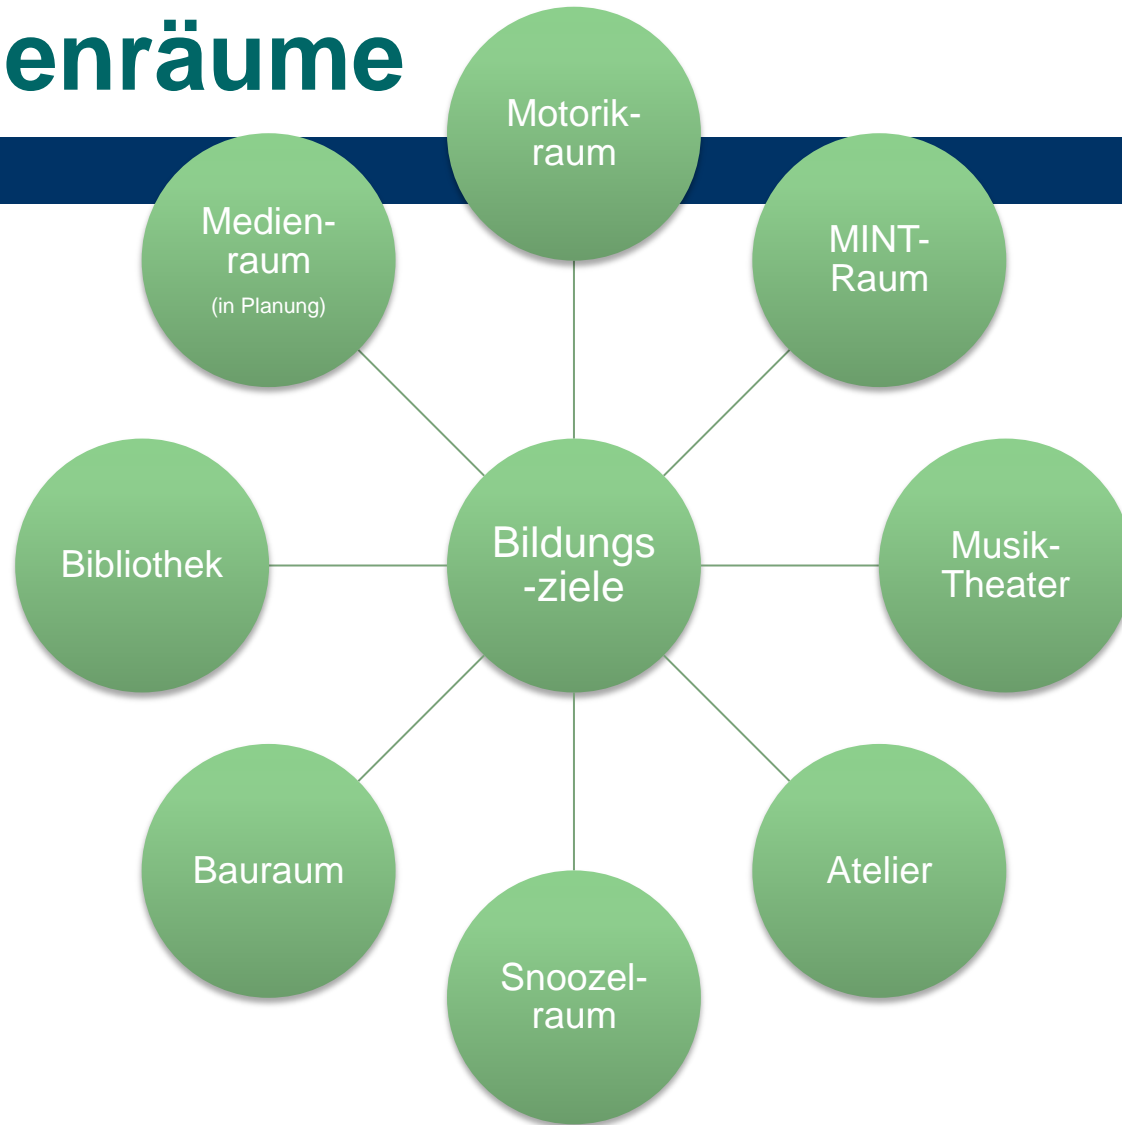 enräume
Motorik-
raum
Medien-
raum
(in Planung)
MINT-
Raum
Bibliothek
Bildungs
-ziele
Musik-
Theater
Bauraum
Atelier
Snoozel-
raum